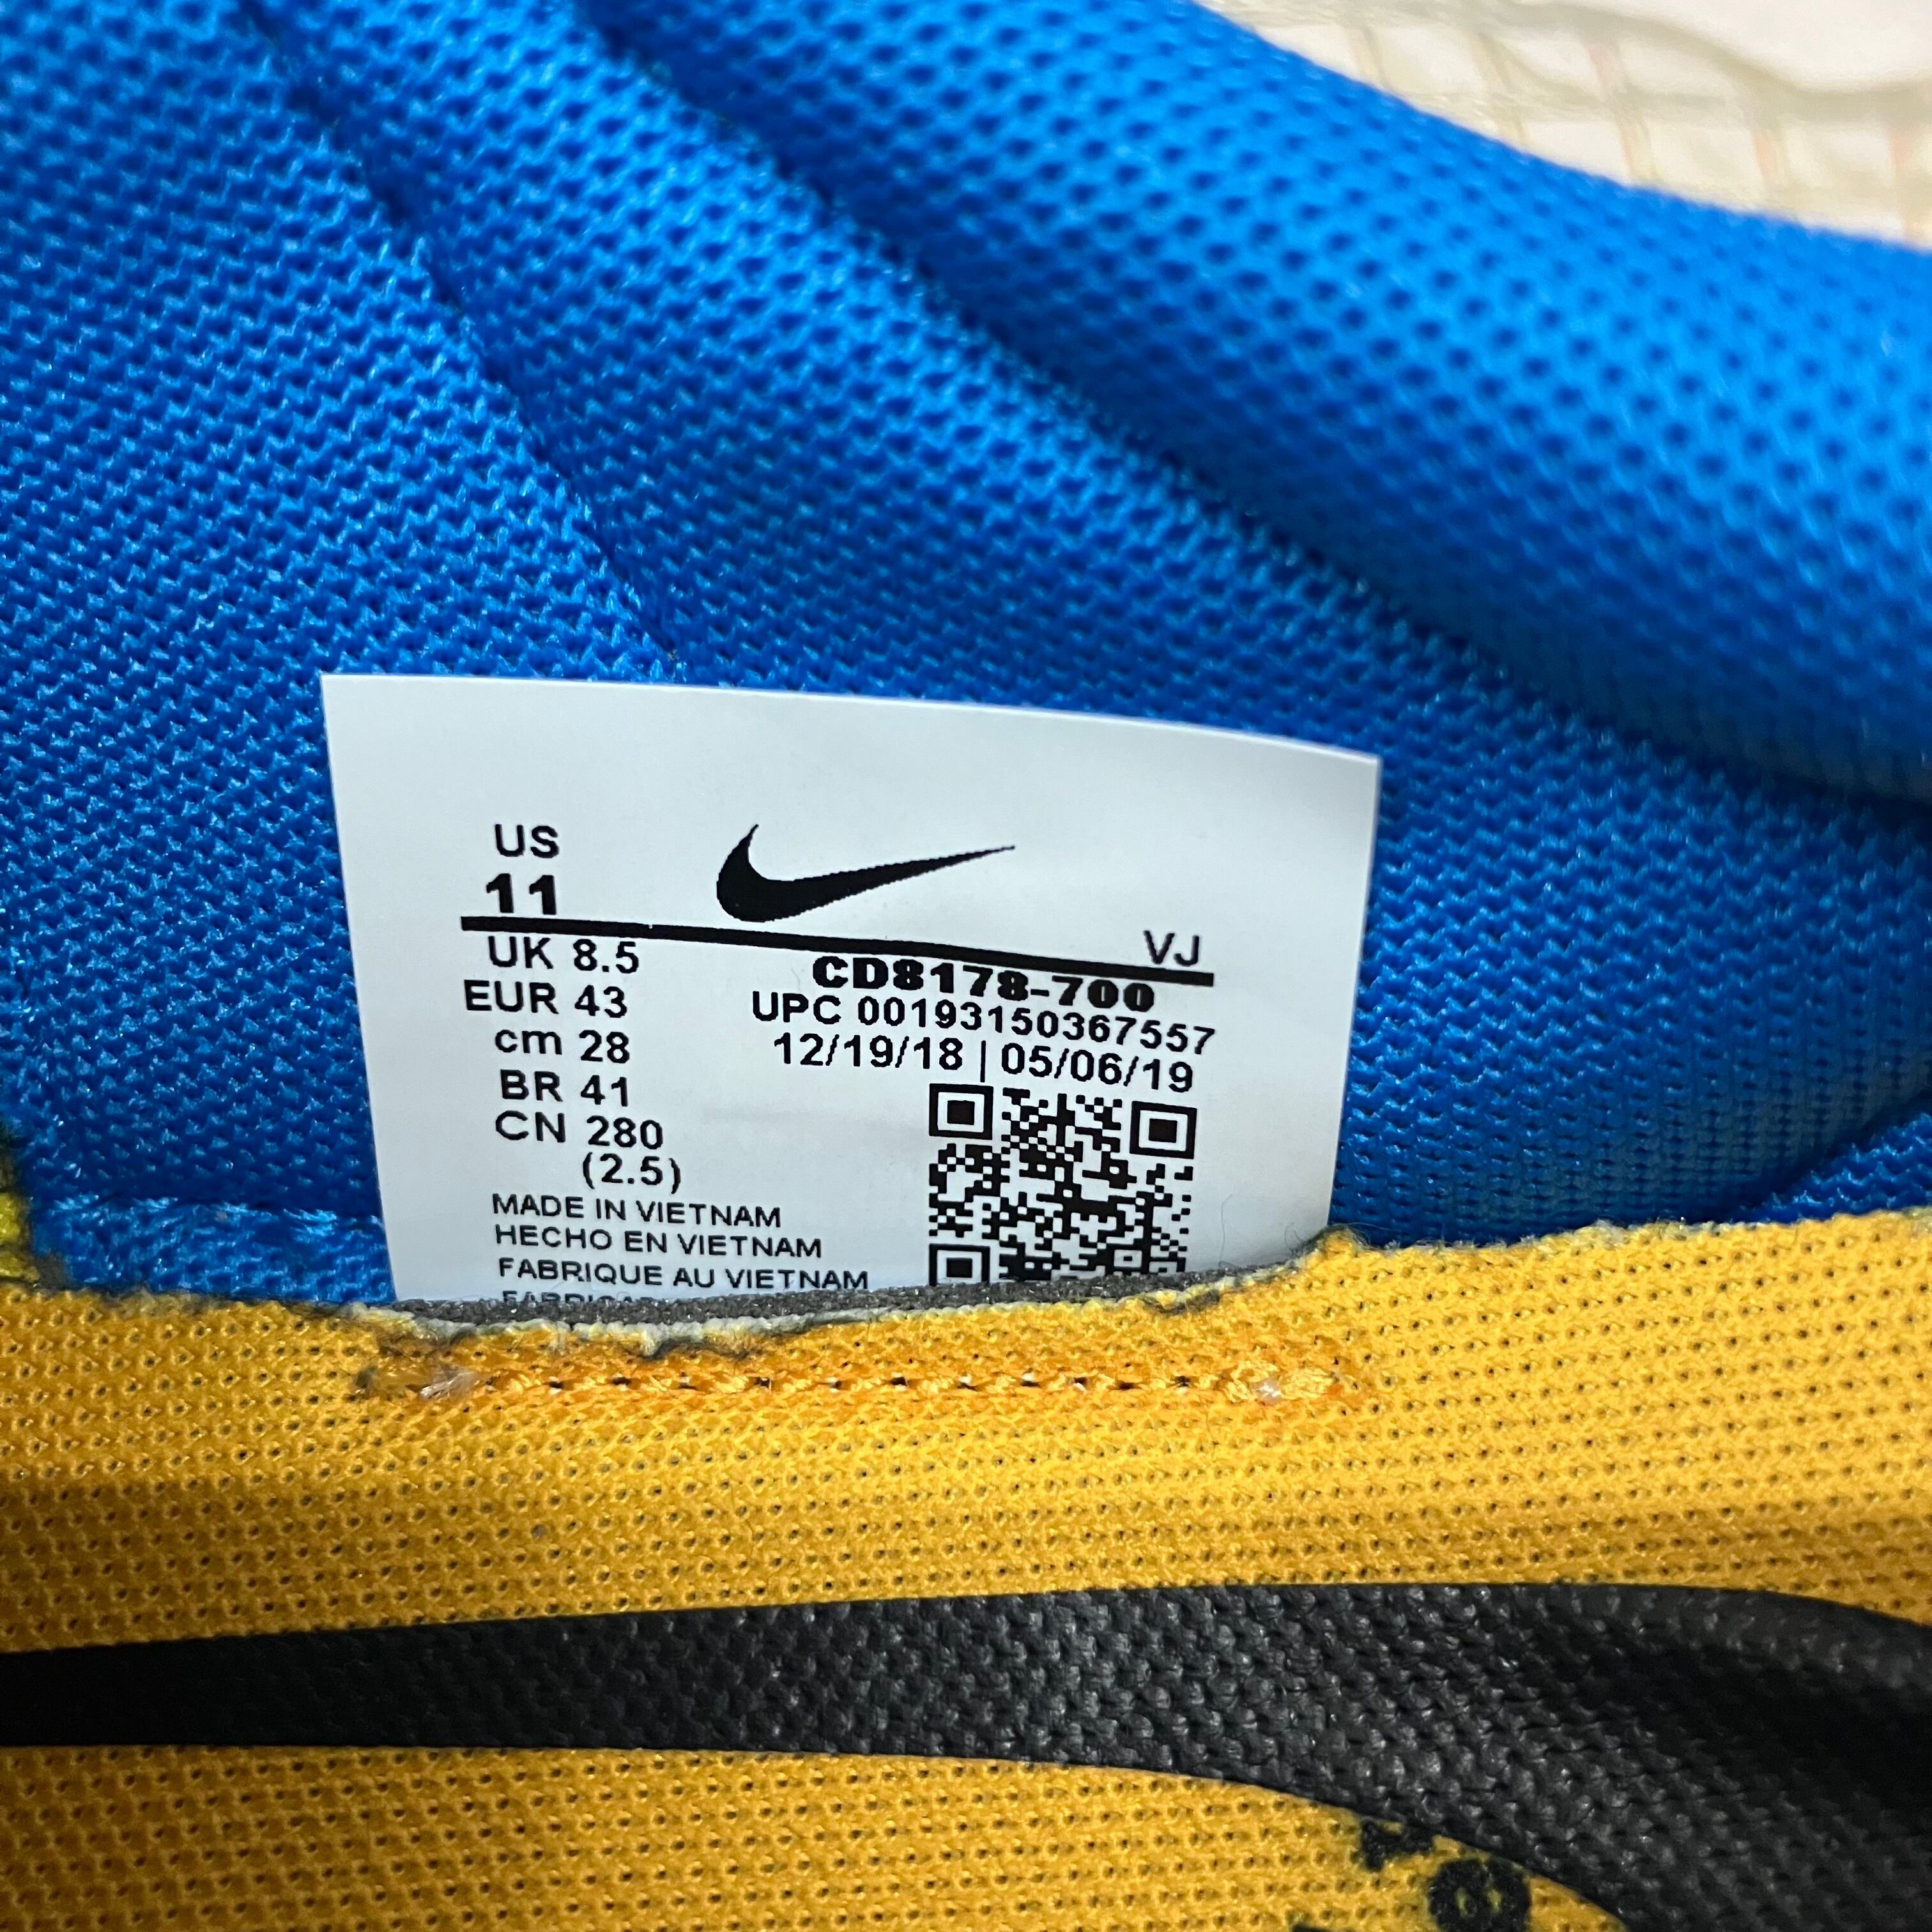 US
11
VJ
UK 8.5
EUR 43
cm 28
BR 41
CN 280
(2.5)
CD8178-700
UPC 00193150367557
12/19/18 | 05/06/19
MADE IN VIETNAM
HECHO EN VIETNAM
FABRIQUE AU VIETNAM